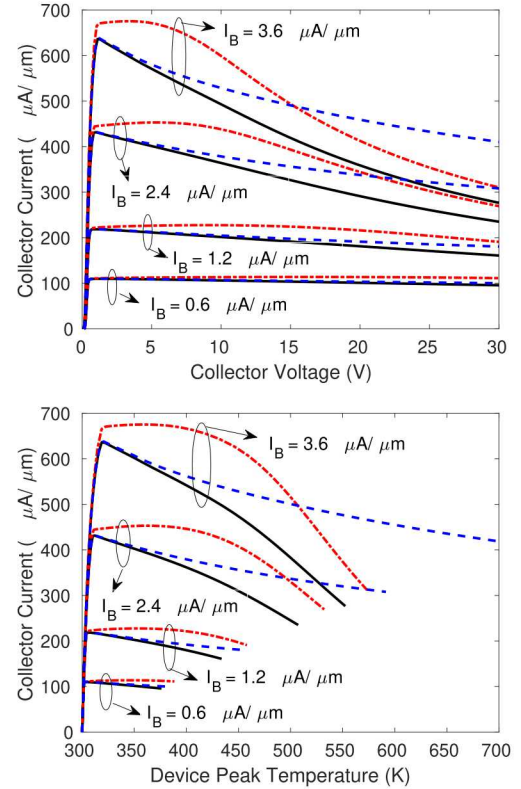 700
600
500
400
300
200
100
0
Collector Current ( μA/ μm)
I_B = 3.6 μA/ μm
I_B = 2.4 μA/ μm
I_B = 1.2 μA/ μm
I_B = 0.6 μA/ μm
0 5 10 15 20 25 30
Collector Voltage (V)
700
600
500
400
300
200
100
0
Collector Current ( μA/ μm)
I_B = 3.6 μA/ μm
I_B = 2.4 μA/ μm
I_B = 1.2 μA/ μm
I_B = 0.6 μA/ μm
300 350 400 450 500 550 600 650 700
Device Peak Temperature (K)